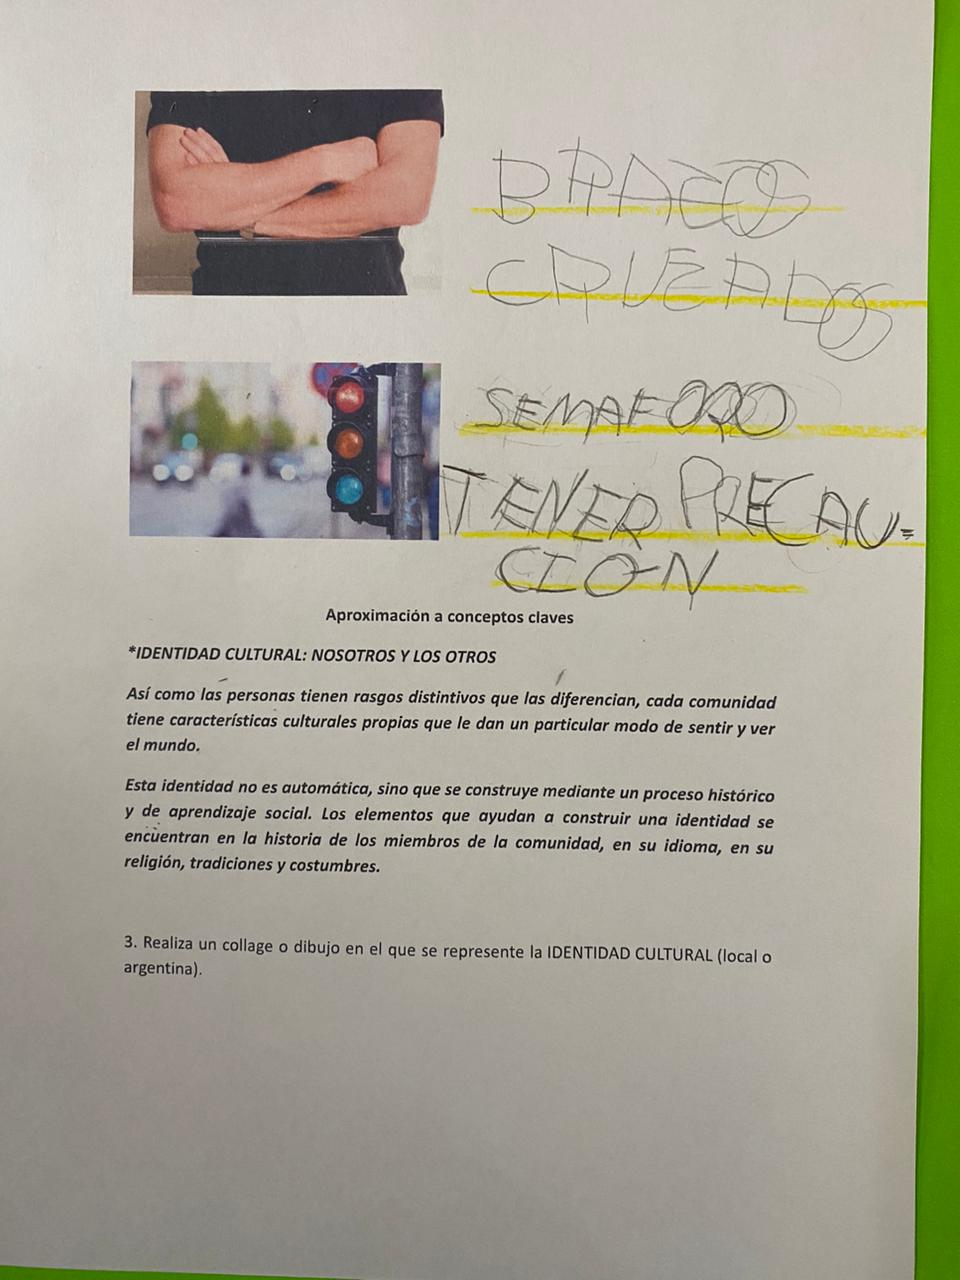 BRAZOS
CRUZADOS
SEMAFORO
TENER PRECAU=
CION
Aproximación a conceptos claves
*IDENTIDAD CULTURAL: NOSOTROS Y LOS OTROS
Así como las personas tienen rasgos distintivos que las diferencian, cada comunidad
tiene características culturales propias que le dan un particular modo de sentir y ver
el mundo.
Esta identidad no es automática, sino que se construye mediante un proceso histórico
y de aprendizaje social. Los elementos que ayudan a construir una identidad se
encuentran en la historia de los miembros de la comunidad, en su idioma, en su
religión, tradiciones y costumbres.
3. Realiza un collage o dibujo en el que se represente la IDENTIDAD CULTURAL (local o
argentina).